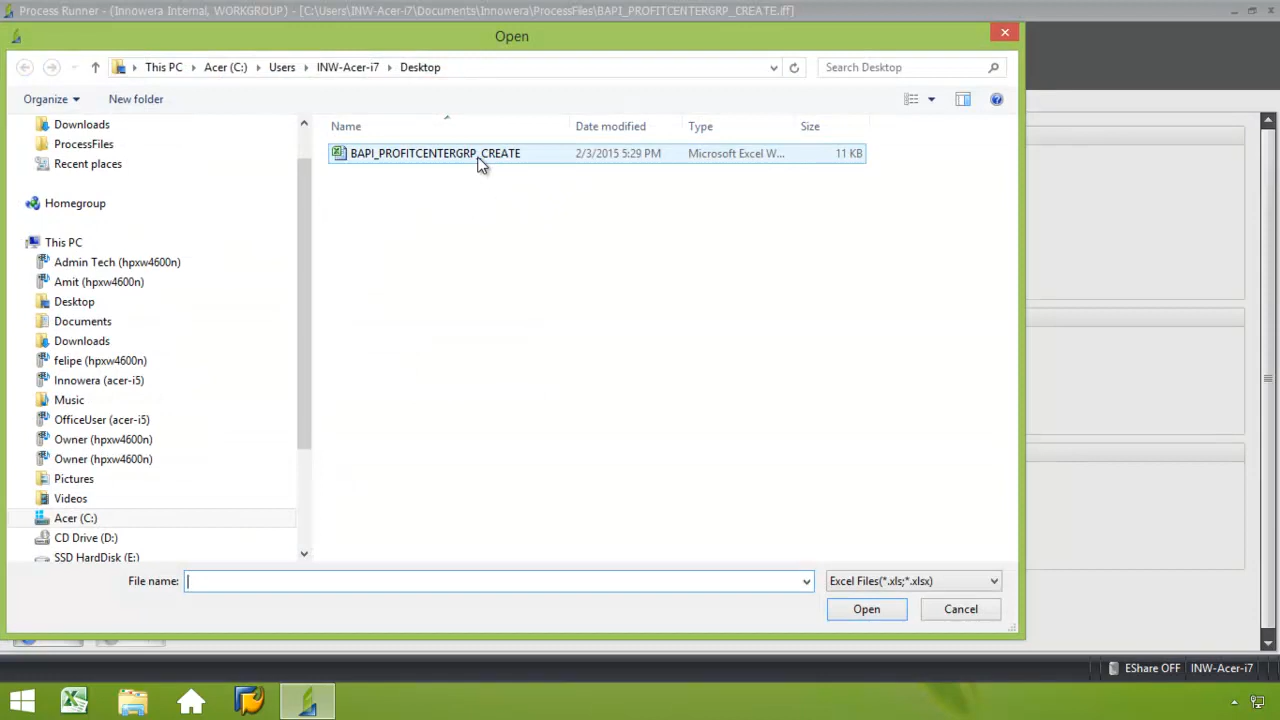 Process Runner - {Innowera Internal, WORKGROUP} - [C:\Users\INW-Acer-i7\Documents\Innowera\ProcessFiles\BAPI_PROFITCENTERGRP_CREATE.iff]
Open
This PC Acer (C:) Users INW-Acer-i7 Desktop
Search Desktop
Organize New folder
Name Date modified Type Size
BAPI_PROFITCENTERGRP_CREATE 2/3/2015 5:29 PM Microsoft Excel W... 11 KB
Downloads
ProcessFiles
Recent places
Homegroup
This PC
Admin Tech (hpxw4600n)
Amit (hpxw4600n)
Desktop
Documents
Downloads
felipe (hpxw4600n)
Innowera (acer-i5)
Music
OfficeUser (acer-i5)
Owner (hpxw4600n)
Owner (hpxw4600n)
Pictures
Videos
Acer (C:)
CD Drive (D:)
SSD HardDisk (E:)
File name: Excel Files(*.xls;*.xlsx)
Open Cancel
EShare OFF INW-Acer-i7